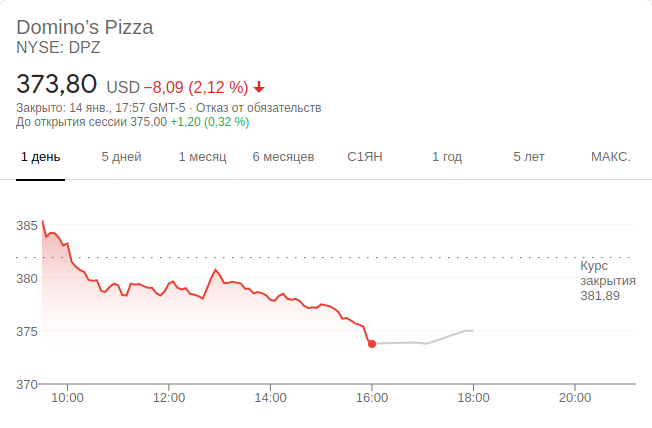 Domino's Pizza
NYSE: DPZ
373,80 USD −8,09 (2,12 %)
Закрыто: 14 янв., 17:57 GMT-5 · Отказ от обязательств
До открытия сессии 375,00 +1,20 (0,32 %)
1 день 5 дней 1 месяц 6 месяцев С1ЯН 1 год 5 лет МАКС.
385
Курс
закрытия
381,89
380
375
370
10:00 12:00 14:00 16:00 18:00 20:00